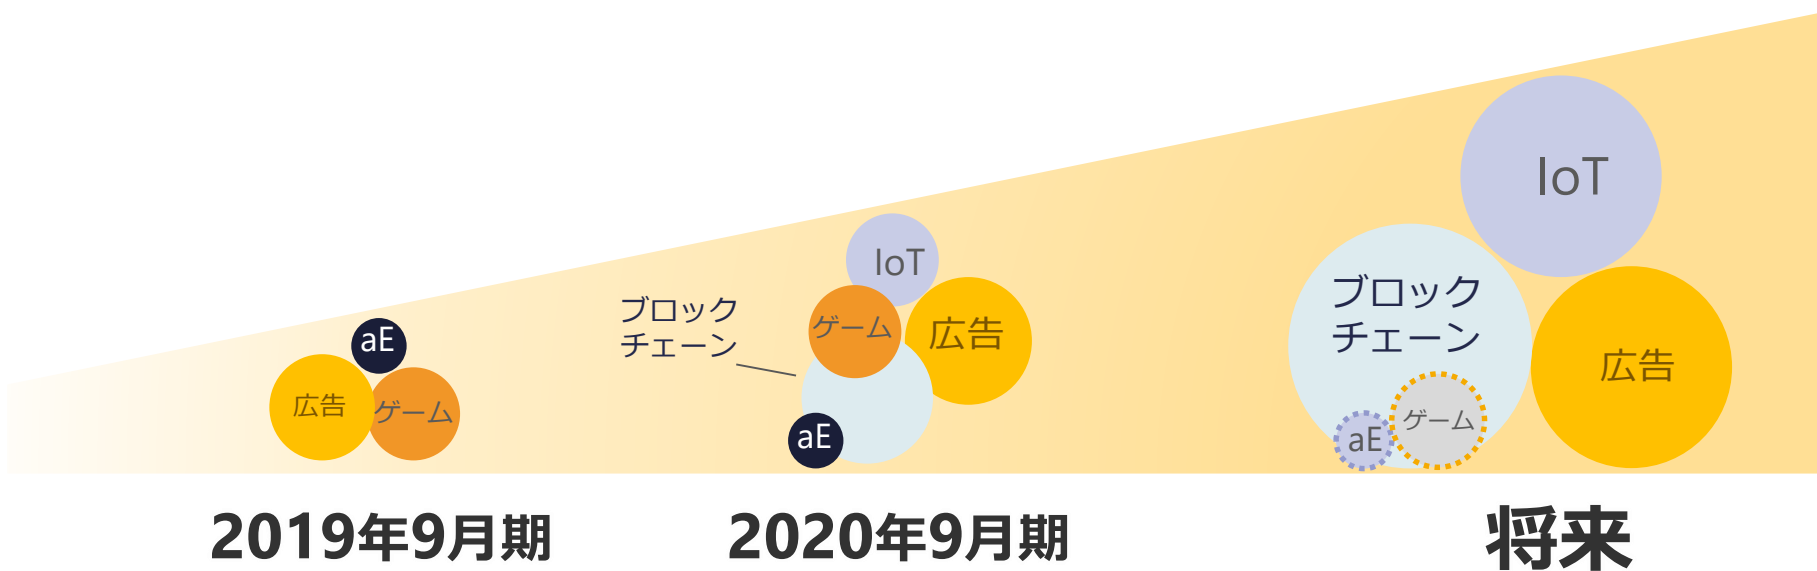 aE
広告
ゲーム
2019年9月期
IoT
ゲーム
広告
ブロック
チェーン
aE
2020年9月期
IoT
ブロック
チェーン
広告
aE
ゲーム
将来